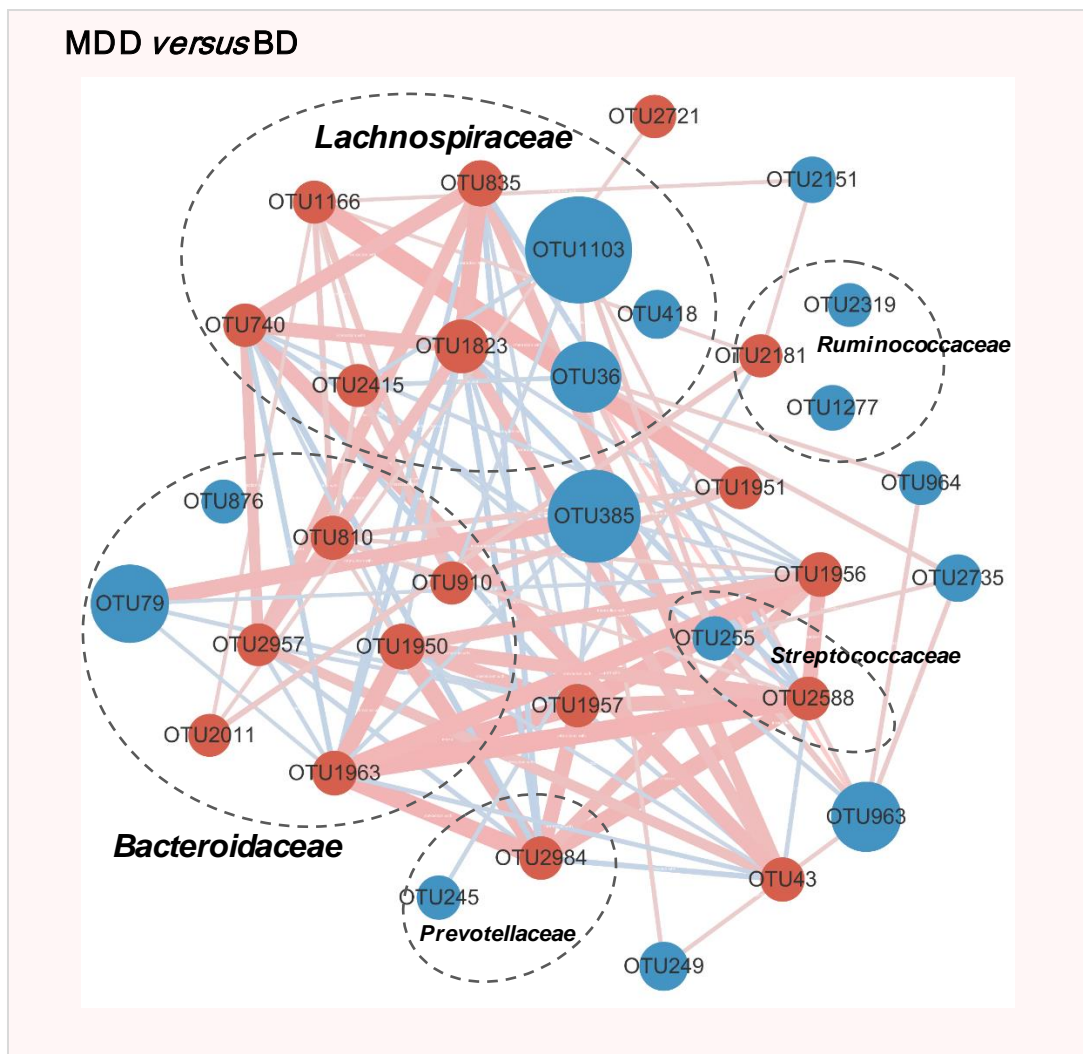 MDD versus BD
OTU2721
Lachnospiraceae
OTU2151
OTU835
OTU1166
OTU1103
OTU2319
OTU418
OTU740
OTU1823
OTU2181
Ruminococcaceae
OTU2415
OTU36
OTU1277
OTU964
OTU1951
OTU876
OTU385
OTU810
OTU1956
OTU2735
OTU910
OTU79
OTU255
OTU2957
OTU1950
Streptococcaceae
OTU2588
OTU1957
OTU2011
OTU1963
OTU963
Bacteroidaceae
OTU2984
OTU43
OTU245
Prevotellaceae
OTU249